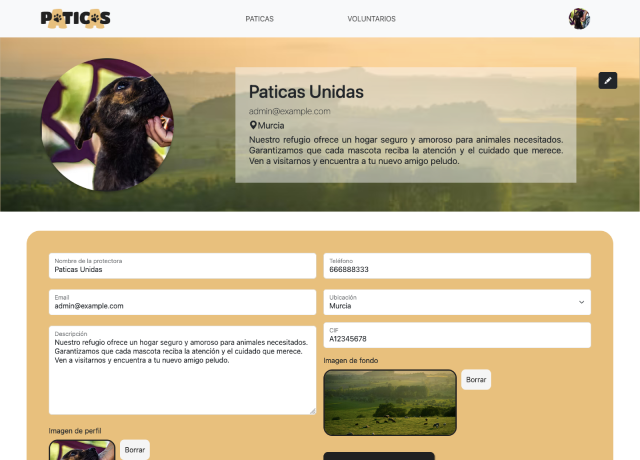 PATICAS
PATICAS
VOLUNTARIOS
Paticas Unidas
admin@example.com
Murcia
Nuestro refugio ofrece un hogar seguro y amoroso para animales necesitados.
Garantizamos que cada mascota reciba la atención y el cuidado que merece.
Ven a visitarnos y encuentra a tu nuevo amigo peludo.
Nombre de la protectora
Paticas Unidas
Teléfono
666888333
Email
admin@example.com
Ubicación
Murcia
Descripción
Nuestro refugio ofrece un hogar seguro y amoroso para animales necesitados.
Garantizamos que cada mascota reciba la atención y el cuidado que merece.
Ven a visitarnos y encuentra a tu nuevo amigo peludo.
CIF
A12345678
Imagen de fondo
Borrar
Imagen de perfil
Borrar